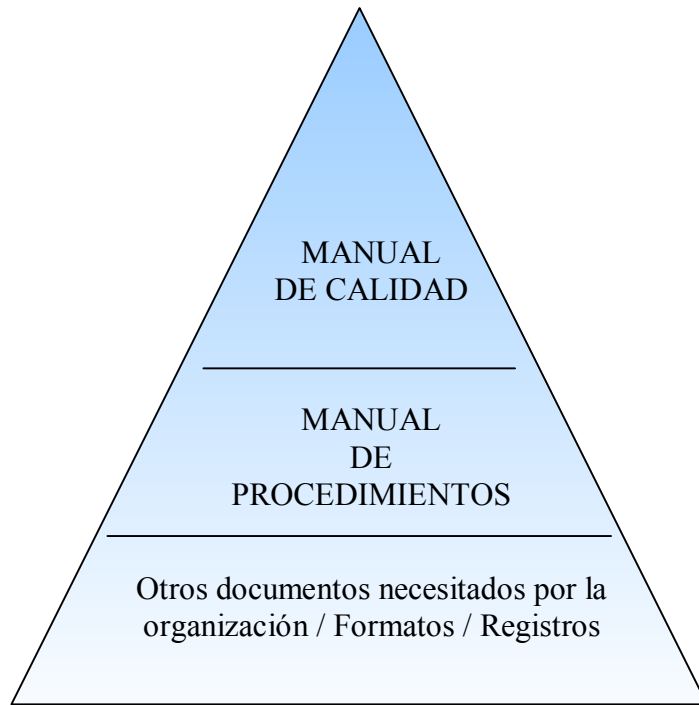 MANUAL
DE CALIDAD
MANUAL
DE
PROCEDIMIENTOS
Otros documentos necesitados por la
organización / Formatos / Registros